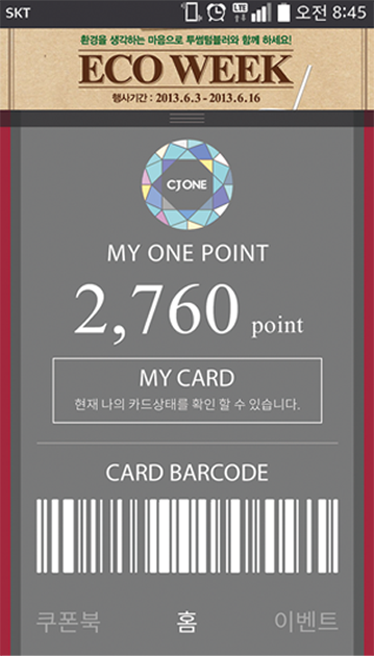 SKT
LTE
오전 8:45
환경을 생각하는 마음으로 투썸텀블러와 함께 하세요!
ECO WEEK
행사기간 : 2013.6.3 - 2013.6.16
CJ ONE
MY ONE POINT
2,760 point
MY CARD
현재 나의 카드상태를 확인 할 수 있습니다.
CARD BARCODE
쿠폰북 홈 이벤트